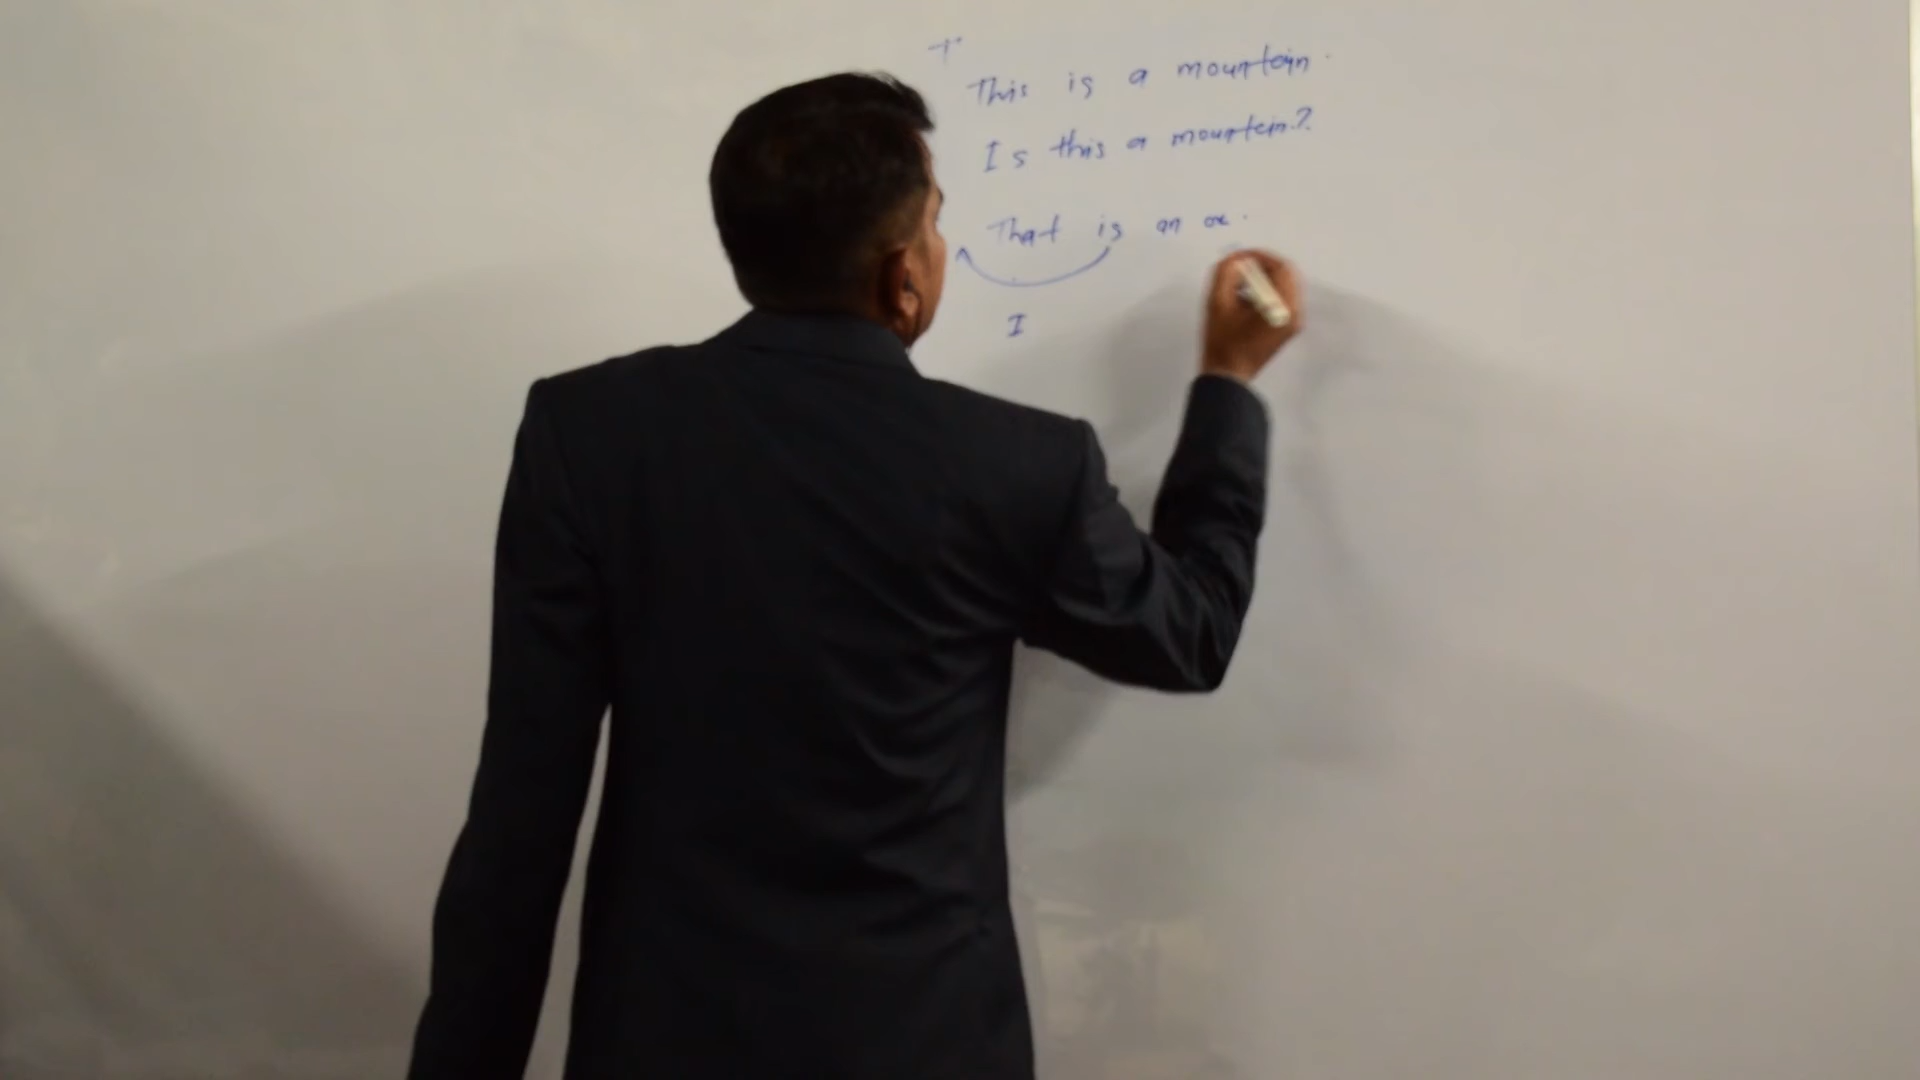 This is a mountain.
Is this a mountain?
That is an ox.
I